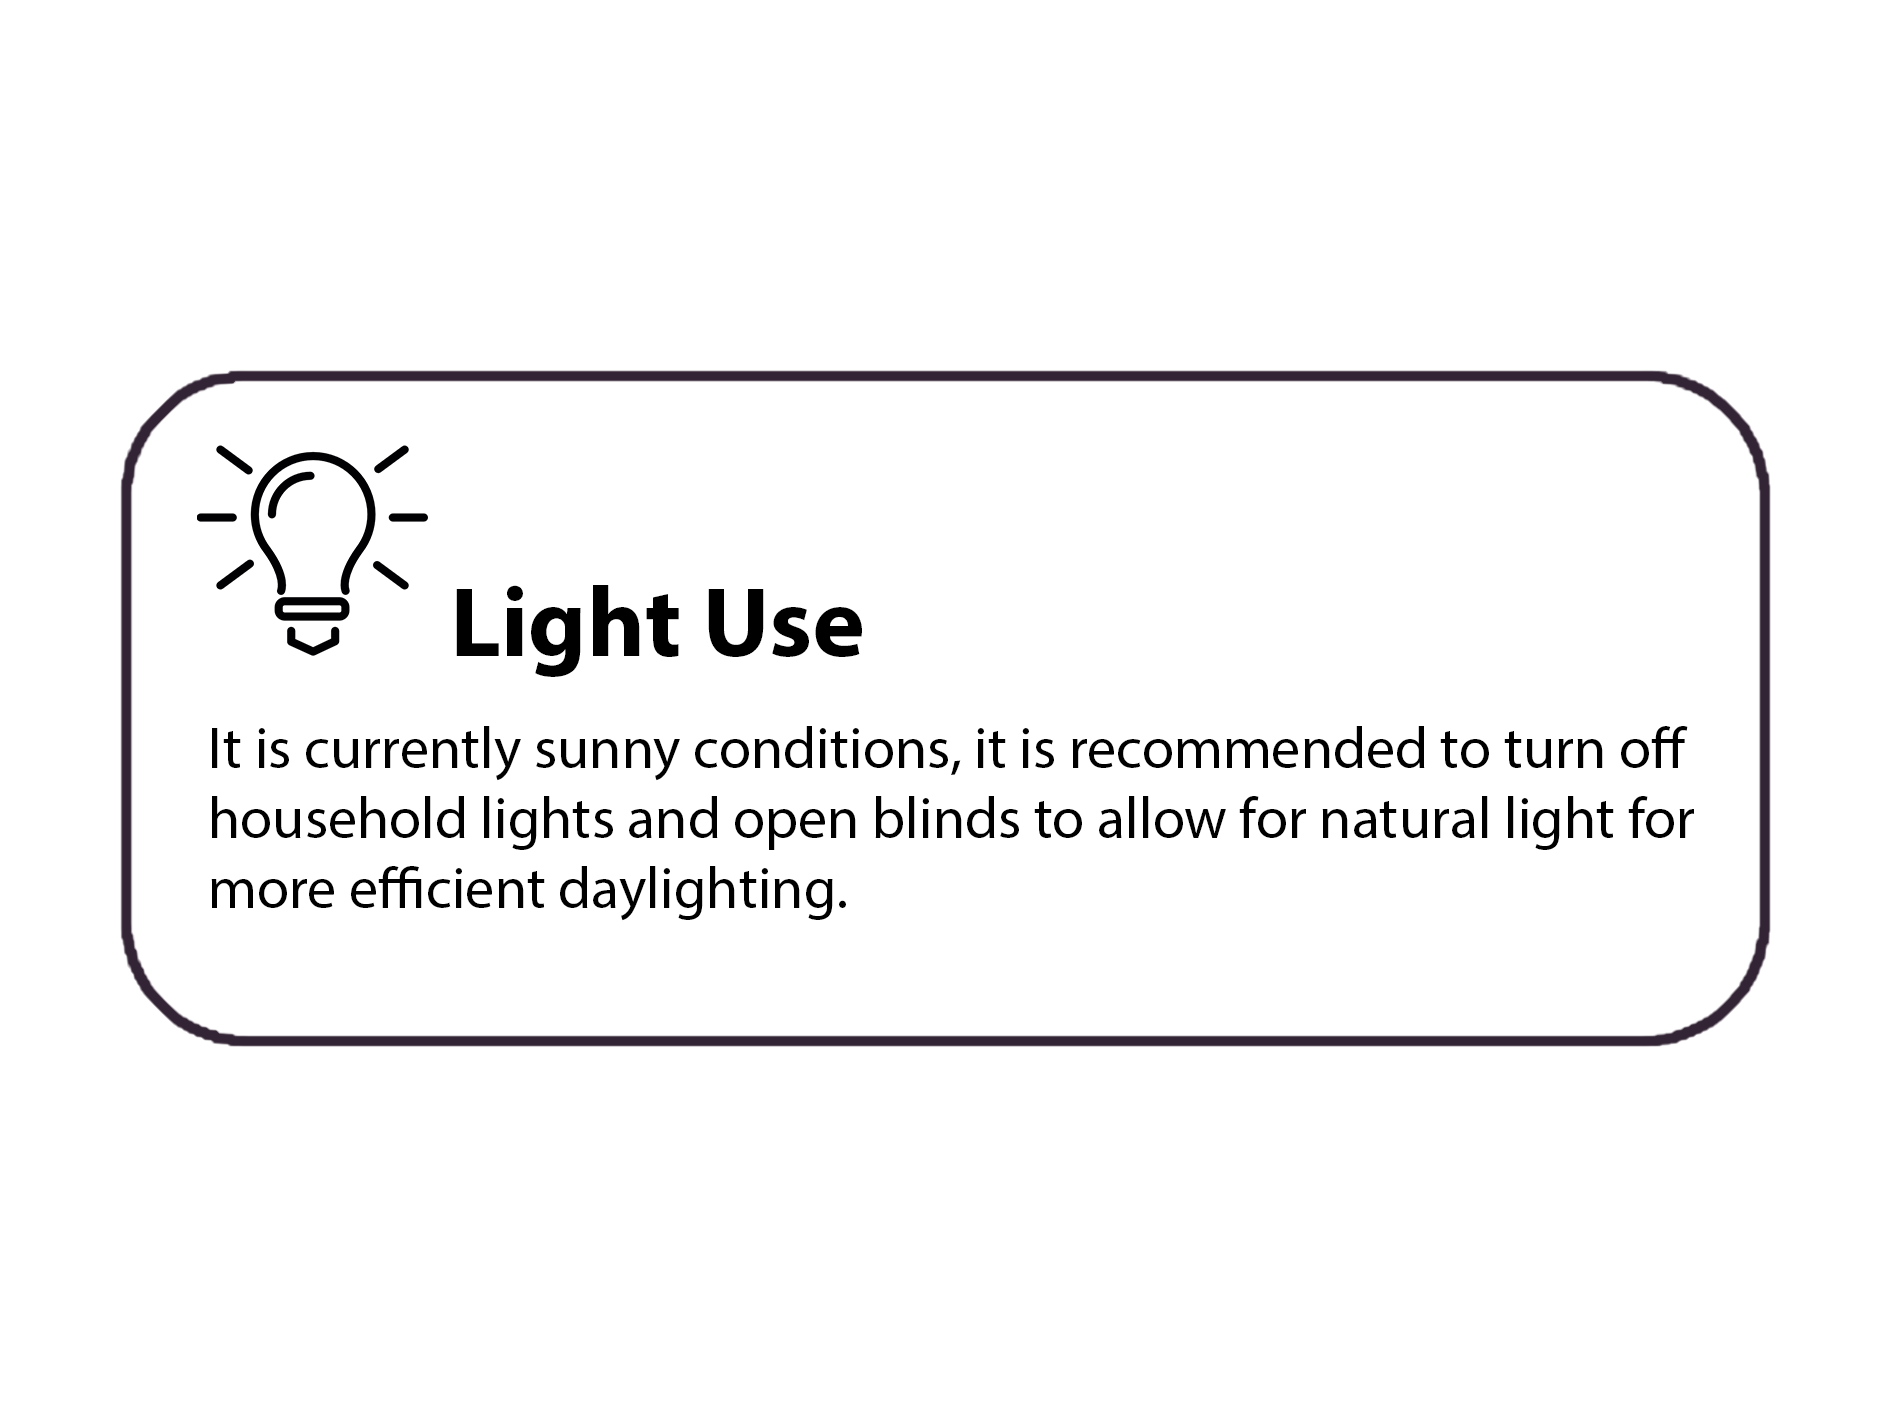 Light Use
It is currently sunny conditions, it is recommended to turn off
household lights and open blinds to allow for natural light for
more efficient daylighting.